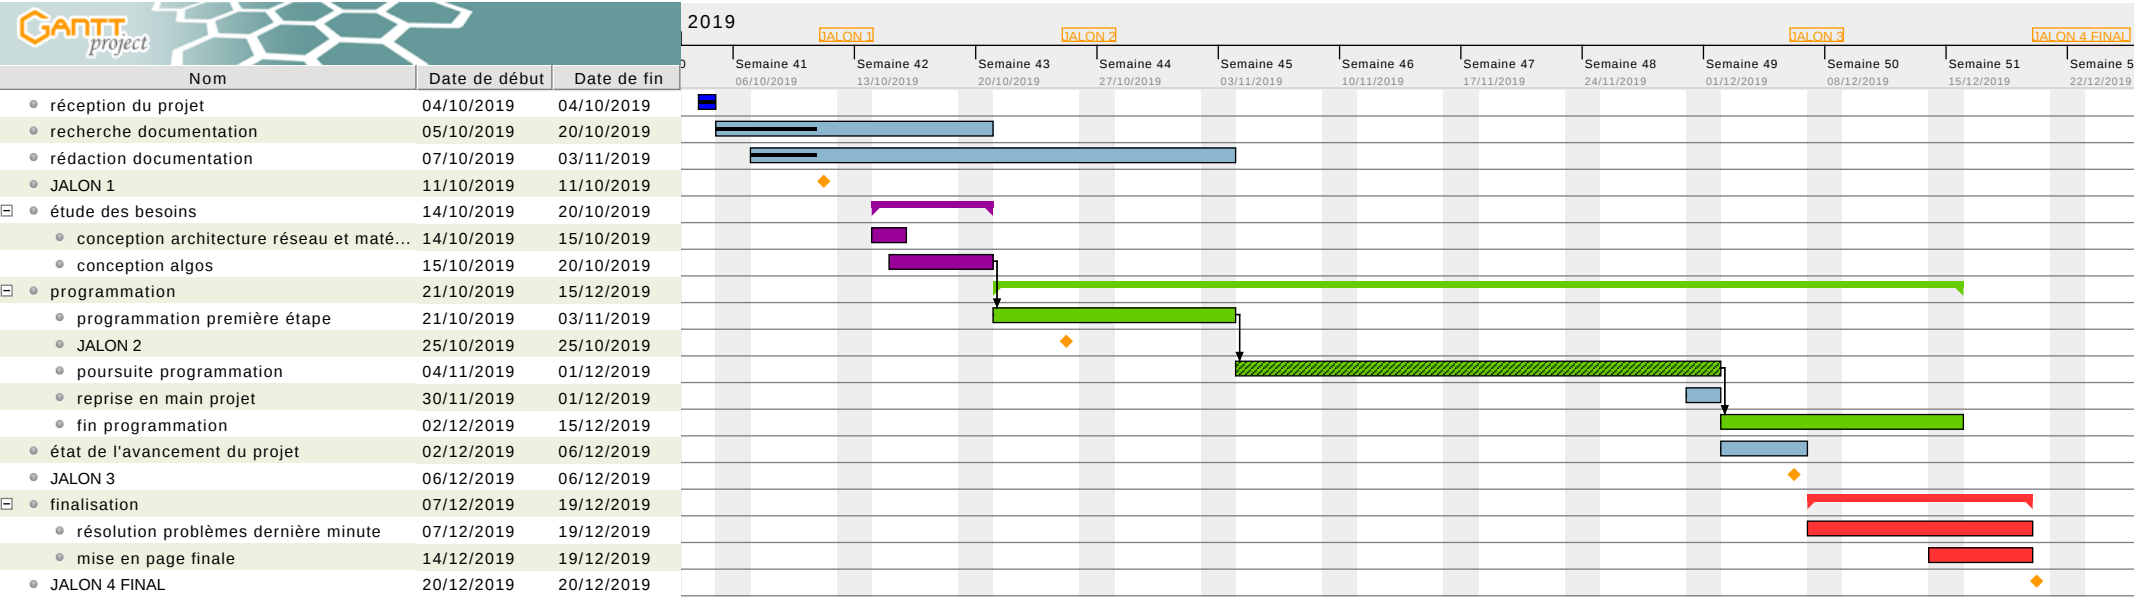 GANTT
project
2019
JALON 1
JALON 2
JALON 3
JALON 4 FINAL
Semaine 41
Semaine 42
Semaine 43
Semaine 44
Semaine 45
Semaine 46
Semaine 47
Semaine 48
Semaine 49
Semaine 50
Semaine 51
Semaine 5
06/10/2019
13/10/2019
20/10/2019
27/10/2019
03/11/2019
10/11/2019
17/11/2019
24/11/2019
01/12/2019
08/12/2019
15/12/2019
22/12/2019
Nom Date de début Date de fin
réception du projet 04/10/2019 04/10/2019
recherche documentation 05/10/2019 20/10/2019
rédaction documentation 07/10/2019 03/11/2019
JALON 1 11/10/2019 11/10/2019
étude des besoins 14/10/2019 20/10/2019
conception architecture réseau et maté... 14/10/2019 15/10/2019
conception algos 15/10/2019 20/10/2019
programmation 21/10/2019 15/12/2019
programmation première étape 21/10/2019 03/11/2019
JALON 2 25/10/2019 25/10/2019
poursuite programmation 04/11/2019 01/12/2019
reprise en main projet 30/11/2019 01/12/2019
fin programmation 02/12/2019 15/12/2019
état de l'avancement du projet 02/12/2019 06/12/2019
JALON 3 06/12/2019 06/12/2019
finalisation 07/12/2019 19/12/2019
résolution problèmes dernière minute 07/12/2019 19/12/2019
mise en page finale 14/12/2019 19/12/2019
JALON 4 FINAL 20/12/2019 20/12/2019